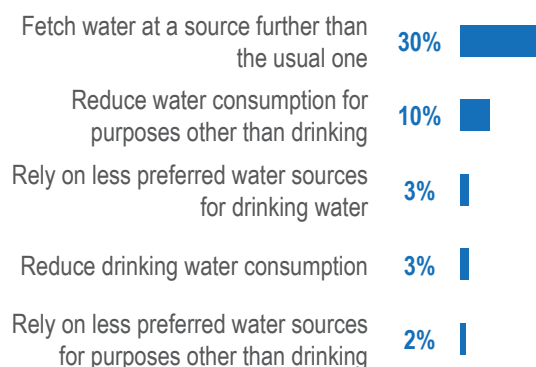 Fetch water at a source further than
the usual one
30%
Reduce water consumption for
purposes other than drinking
10%
Rely on less preferred water sources
for drinking water
3%
Reduce drinking water consumption
3%
Rely on less preferred water sources
for purposes other than drinking
2%